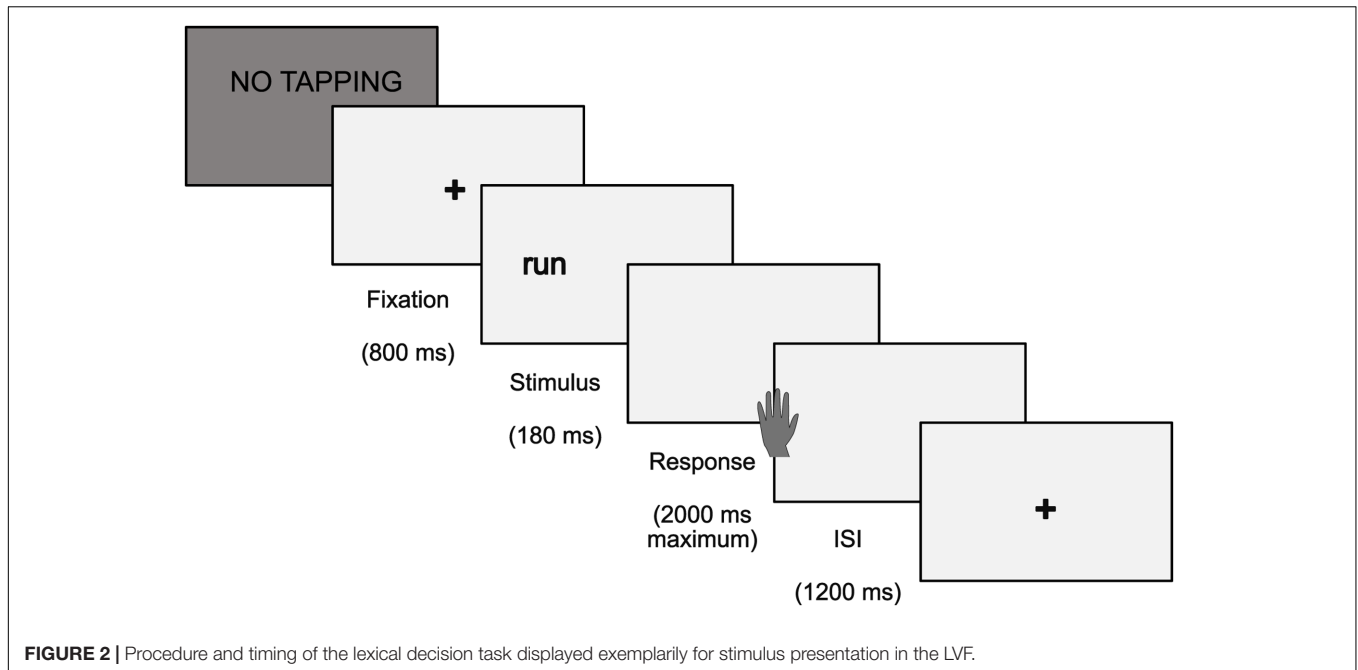 NO TAPPING
+
run
Fixation
(800 ms)
Stimulus
(180 ms)
Response
(2000 ms
maximum)
ISI
(1200 ms)
+
FIGURE 2 | Procedure and timing of the lexical decision task displayed exemplarily for stimulus presentation in the LVF.